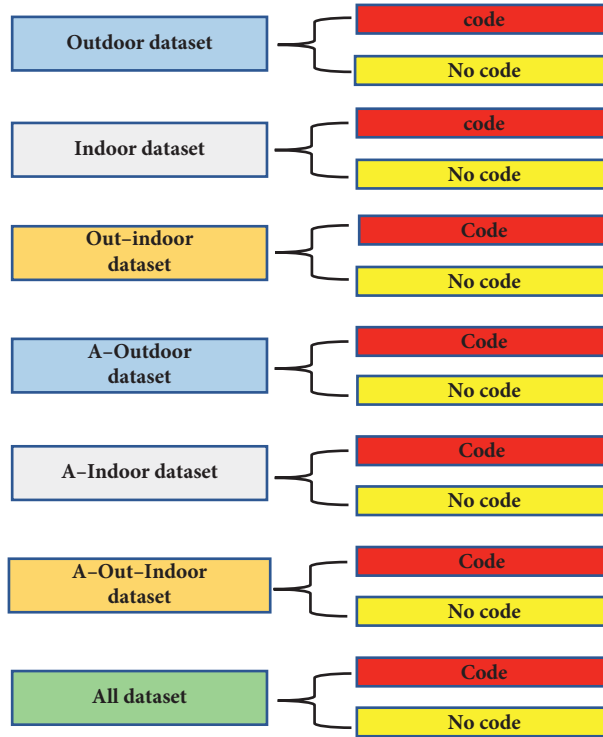 Outdoor dataset
code
No code
Indoor dataset
code
No code
Out–indoor
dataset
Code
No code
A–Outdoor
dataset
Code
No code
A–Indoor dataset
Code
No code
A–Out–Indoor
dataset
Code
No code
All dataset
Code
No code